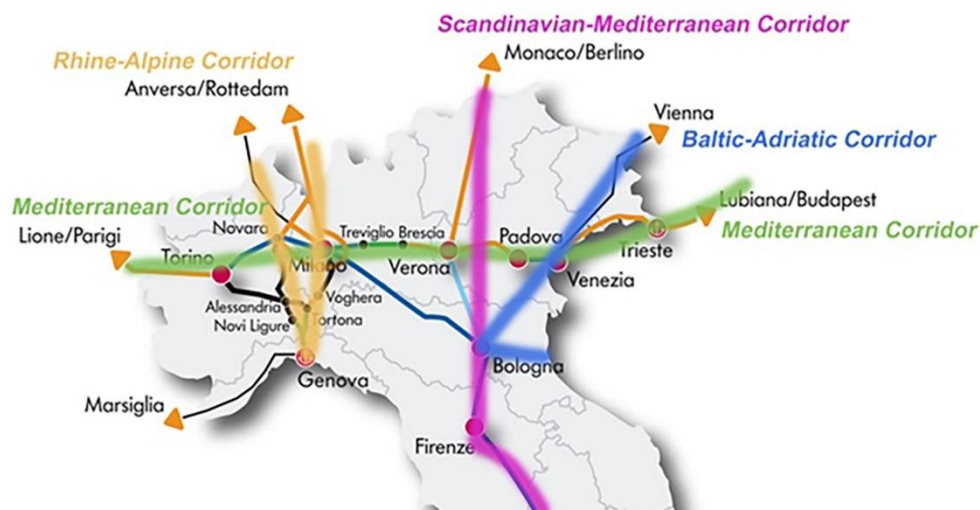 Scandinavian-Mediterranean Corridor
Monaco/Berlino
Rhine-Alpine Corridor
Anversa/Rottedam
Vienna
Baltic-Adriatic Corridor
Mediterranean Corridor
Lubiana/Budapest
Novara
Treviglio Brescia
Padova
Mediterranean Corridor
Lione/Parigi
Torino
Milano
Verona
Trieste
Venezia
Alessandria
Voghera
Novi Ligure
Tortona
Bologna
Genova
Marsiglia
Firenze